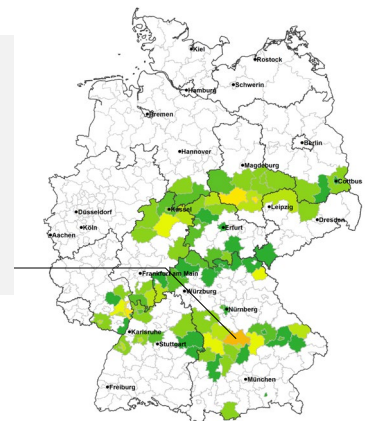 Kiel
Rostock
Hamburg
Schwerin
Bremen
Berlin
Hannover
Magdeburg
Cottbus
Kassel
Leipzig
Düsseldorf
Dresden
Köln
Erfurt
Aachen
Frankfurt am Main
Würzburg
Nürnberg
Karlsruhe
Stuttgart
München
Freiburg